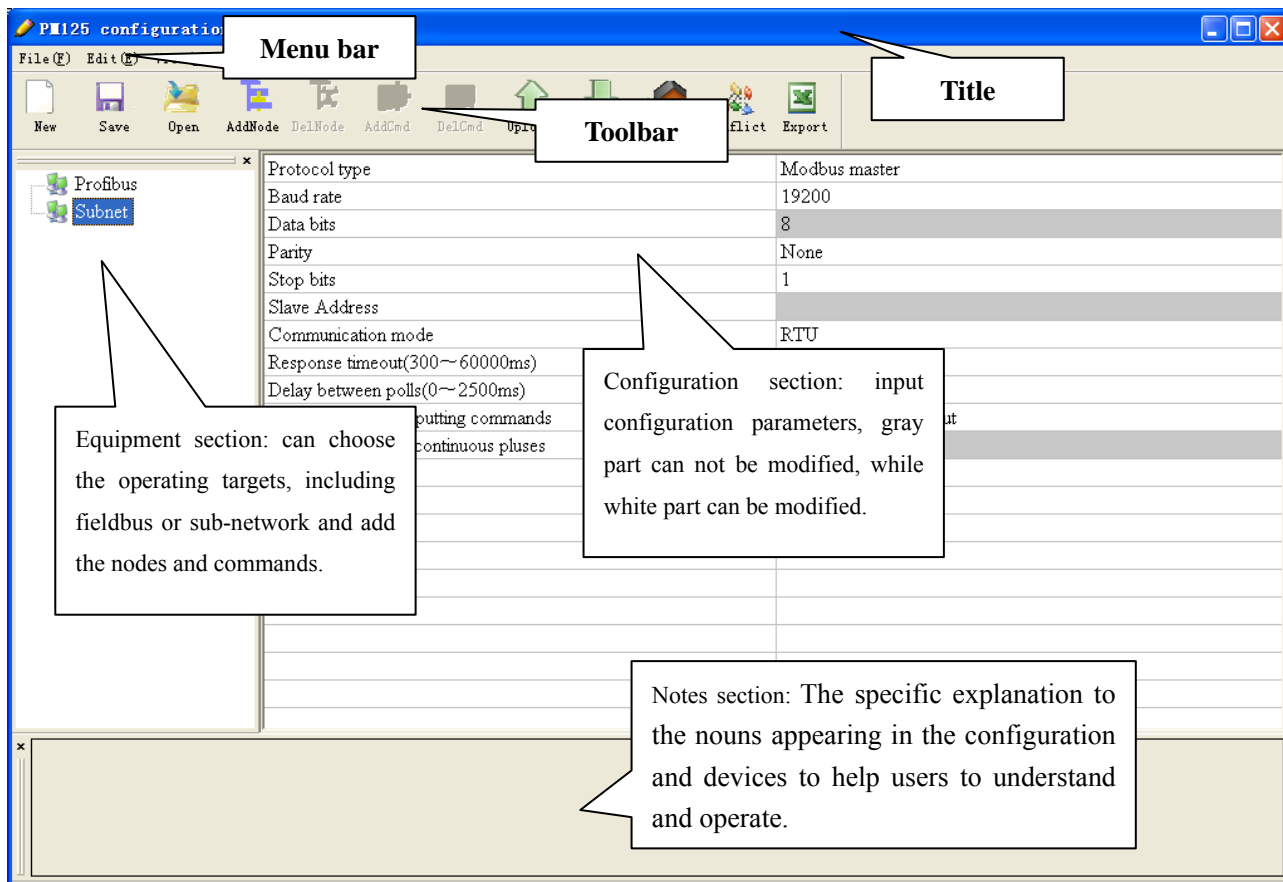 PM125 configuratio
Menu bar
Title
File(F) Edit(E)
Toolbar
New Save Open AddNode DelNode AddCmd DelCmd Export
Profibus
Subnet
Protocol type Modbus master
Baud rate 19200
Data bits 8
Parity None
Stop bits 1
Slave Address
Communication mode RTU
Response timeout(300~60000ms)
Delay between polls(0~2500ms)
putting commands
continuous pluses
Equipment section: can choose
the operating targets, including
fieldbus or sub-network and add
the nodes and commands.
Configuration section: input
configuration parameters, gray
part can not be modified, while
white part can be modified.
Notes section: The specific explanation to
the nouns appearing in the configuration
and devices to help users to understand
and operate.